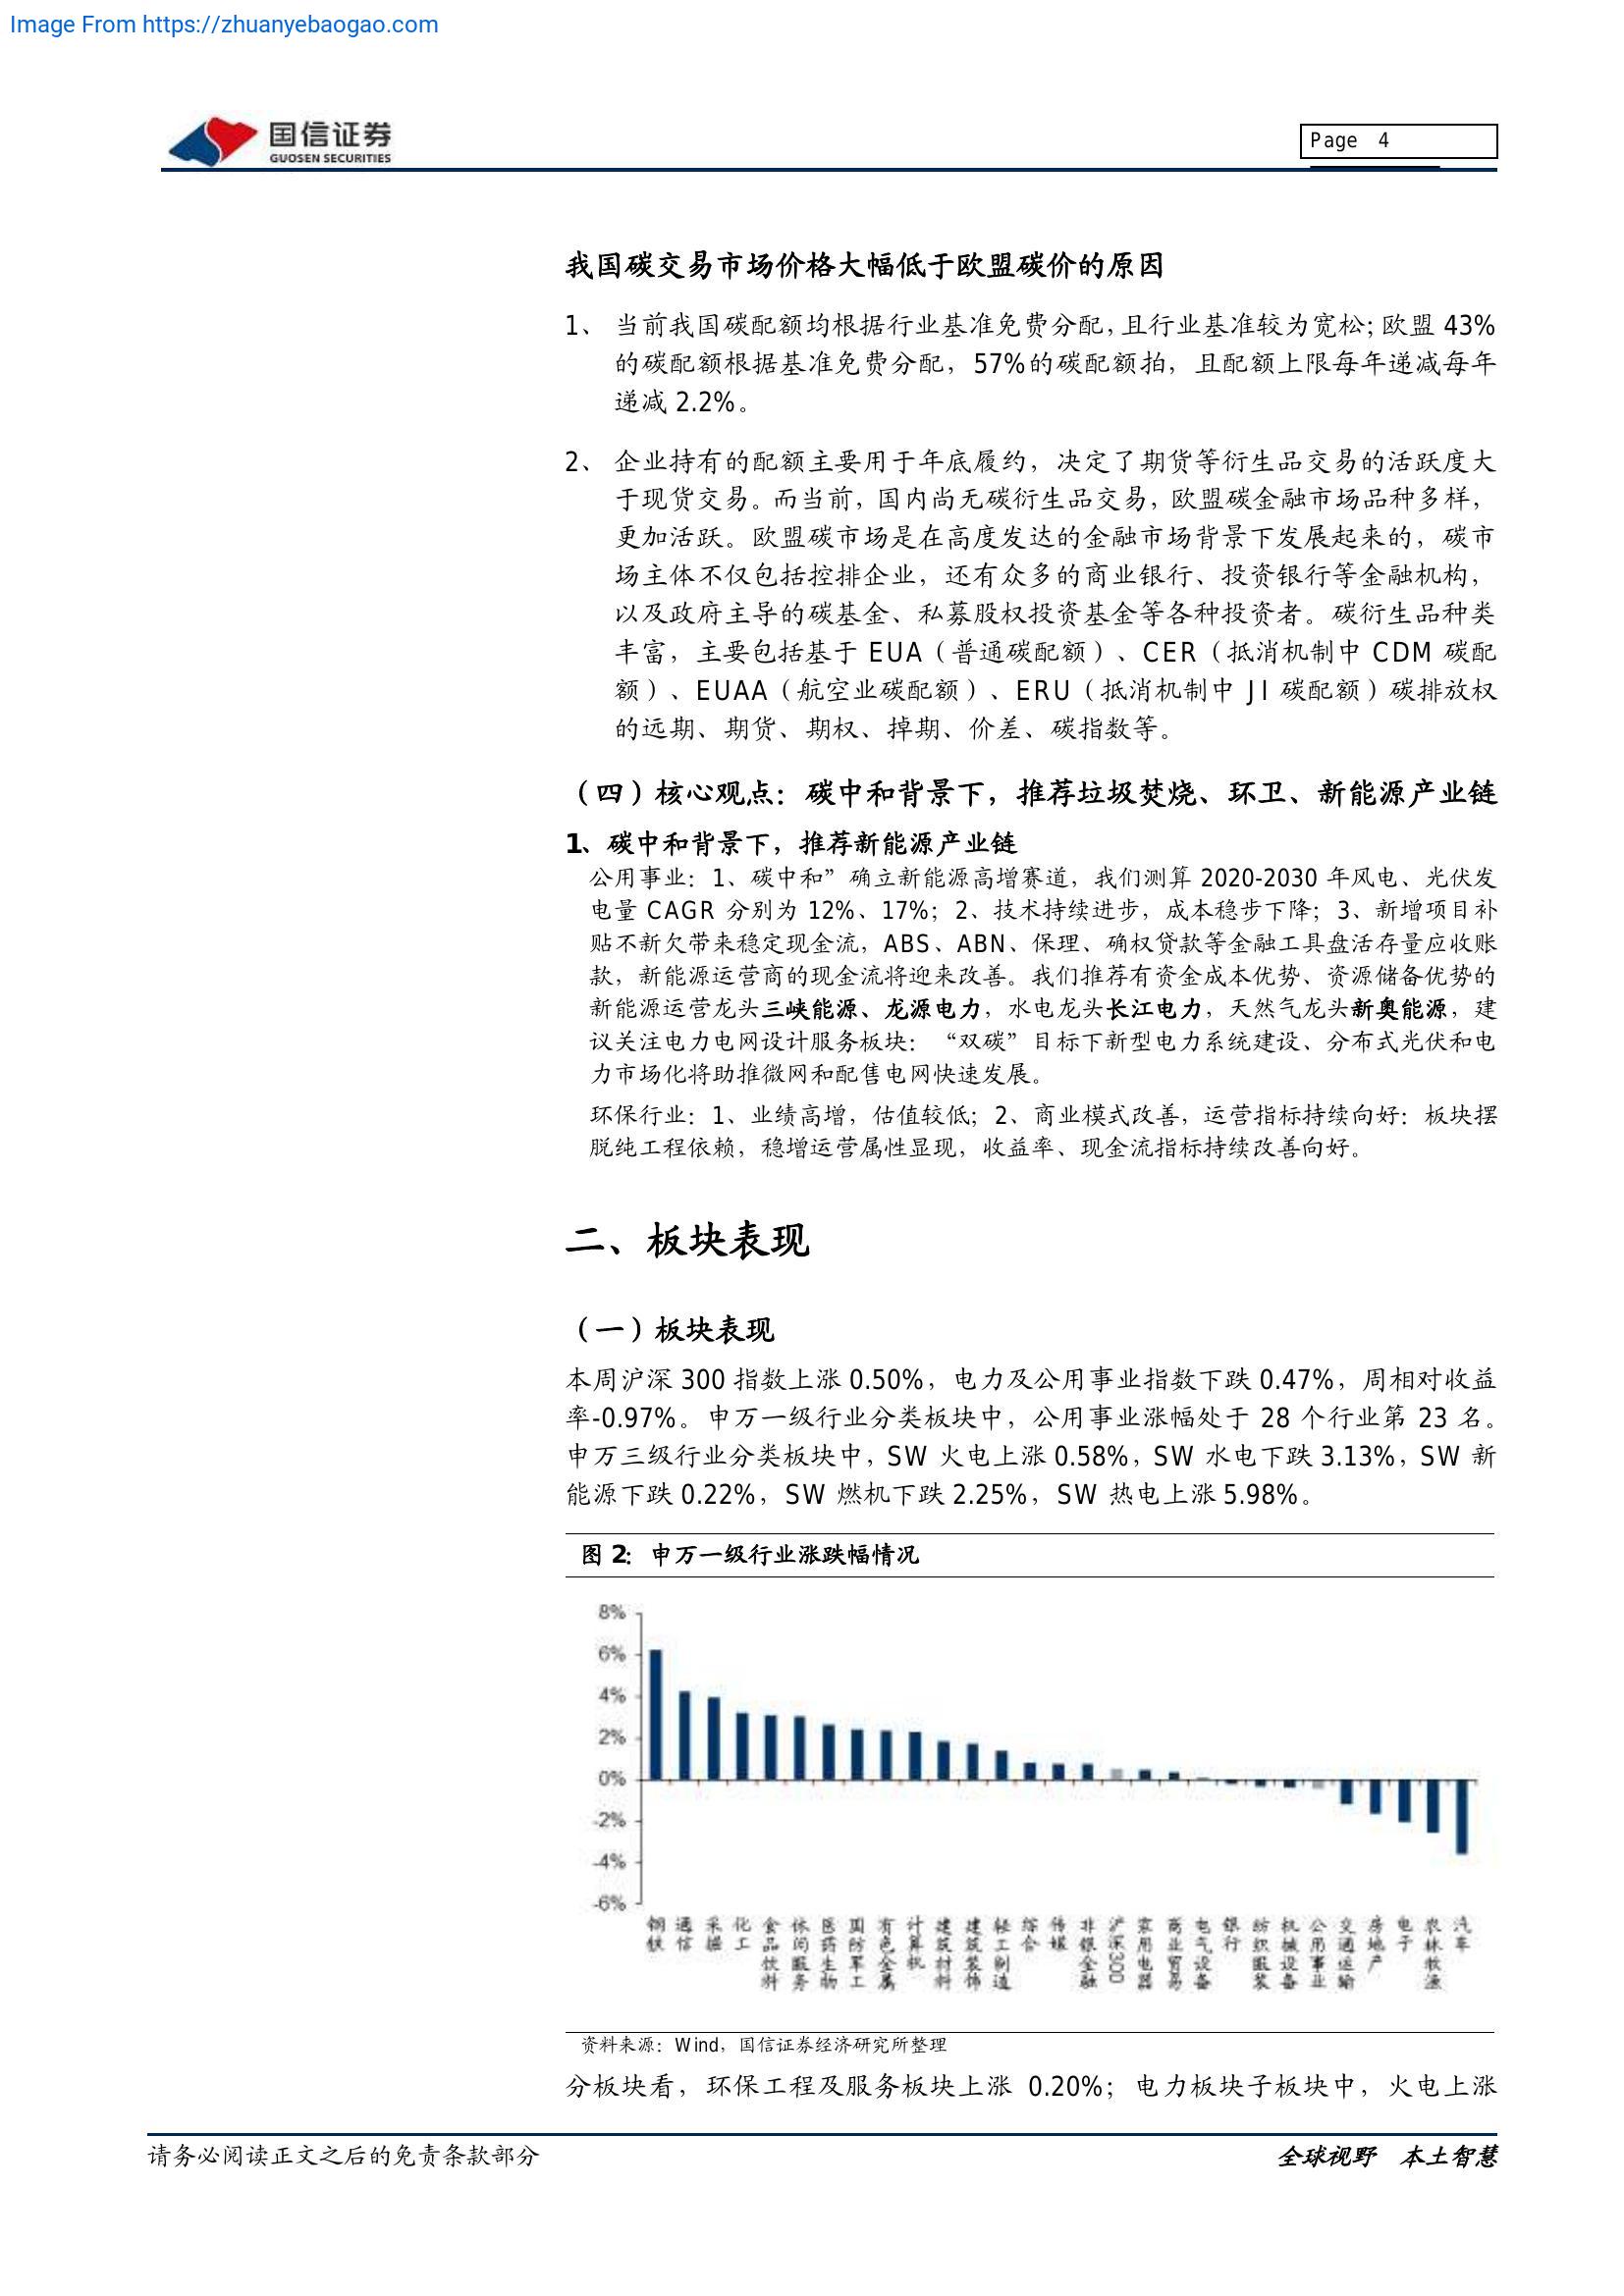 Image From https://zhuanyebaogao.com
国信证券
GUOSEN SECURITIES
Page 4
我国碳交易市场价格大幅低于欧盟碳价的原因
1、 当前我国碳配额均根据行业基准免费分配，且行业基准较为宽松；欧盟 43%
的碳配额根据基准免费分配，57%的碳配额拍，且配额上限每年递减每年
递减 2.2%。
2、 企业持有的配额主要用于年底履约，决定了期货等衍生品交易的活跃度大
于现货交易。而当前，国内尚无碳衍生品交易，欧盟碳金融市场品种多样，
更加活跃。欧盟碳市场是在高度发达的金融市场背景下发展起来的，碳市
场主体不仅包括控排企业，还有众多的商业银行、投资银行等金融机构，
以及政府主导的碳基金、私募股权投资基金等各种投资者。碳衍生品种类
丰富，主要包括基于 EUA（普通碳配额）、CER（抵消机制中 CDM 碳配
额）、EUAA（航空业碳配额）、ERU（抵消机制中 JI 碳配额）碳排放权
的远期、期货、期权、掉期、价差、碳指数等。
（四）核心观点：碳中和背景下，推荐垃圾焚烧、环卫、新能源产业链
1、碳中和背景下，推荐新能源产业链
公用事业：1、碳中和”确立新能源高增赛道，我们测算 2020-2030 年风电、光伏发
电量 CAGR 分别为 12%、17%；2、技术持续进步，成本稳步下降；3、新增项目补
贴不新欠带来稳定现金流，ABS、ABN、保理、确权贷款等金融工具盘活存量应收账
款，新能源运营商的现金流将迎来改善。我们推荐有资金成本优势、资源储备优势的
新能源运营龙头三峡能源、龙源电力，水电龙头长江电力，天然气龙头新奥能源，建
议关注电力电网设计服务板块：“双碳”目标下新型电力系统建设、分布式光伏和电
力市场化将助推微网和配售电网快速发展。
环保行业：1、业绩高增，估值较低；2、商业模式改善，运营指标持续向好：板块摆
脱纯工程依赖，稳增运营属性显现，收益率、现金流指标持续改善向好。
二、板块表现
（一）板块表现
本周沪深 300 指数上涨 0.50%，电力及公用事业指数下跌 0.47%，周相对收益
率-0.97%。申万一级行业分类板块中，公用事业涨幅处于 28 个行业第 23 名。
申万三级行业分类板块中，SW 火电上涨 0.58%，SW 水电下跌 3.13%，SW 新
能源下跌 0.22%，SW 燃机下跌 2.25%，SW 热电上涨 5.98%。
图 2：申万一级行业涨跌幅情况
8%
6%
4%
2%
0%
-2%
-4%
-6%
钢铁
通信
采掘
化工
食品饮料
休闲服务
医药生物
国防军工
有色金属
计算机
建筑材料
建筑装饰
轻工制造
综合
传媒
非银金融
沪深300
家用电器
商业贸易
电气设备
银行
纺织服装
机械设备
公用事业
交通运输
房地产
电子
农林牧渔
汽车
资料来源：Wind，国信证券经济研究所整理
分板块看，环保工程及服务板块上涨 0.20%；电力板块子板块中，火电上涨
请务必阅读正文之后的免责条款部分
全球视野 本土智慧